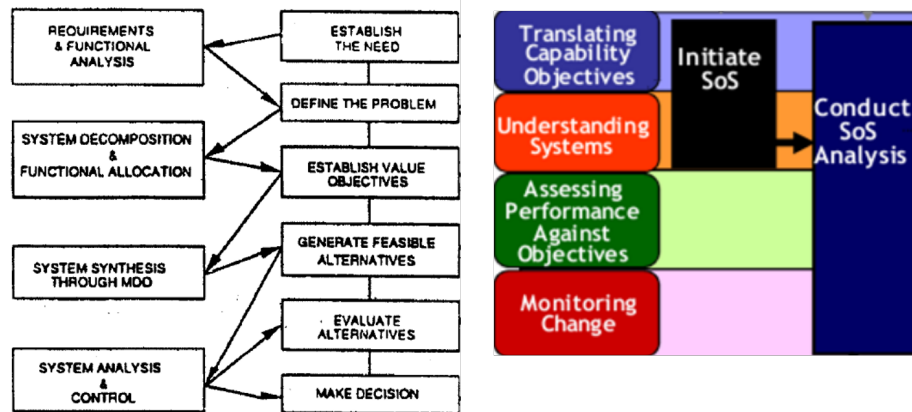 REQUIREMENTS
& FUNCTIONAL
ANALYSIS
SYSTEM DECOMPOSITION
&
FUNCTIONAL ALLOCATION
SYSTEM SYNTHESIS
THROUGH MDO
SYSTEM ANALYSIS
&
CONTROL
ESTABLISH
THE NEED
DEFINE THE PROBLEM
ESTABLISH VALUE
OBJECTIVES
GENERATE FEASIBLE
ALTERNATIVES
EVALUATE
ALTERNATIVES
MAKE DECISION
Translating
Capability
Objectives
Understanding
Systems
Assessing
Performance
Against
Objectives
Monitoring
Change
Initiate
SoS
Conduct
SoS
Analysis